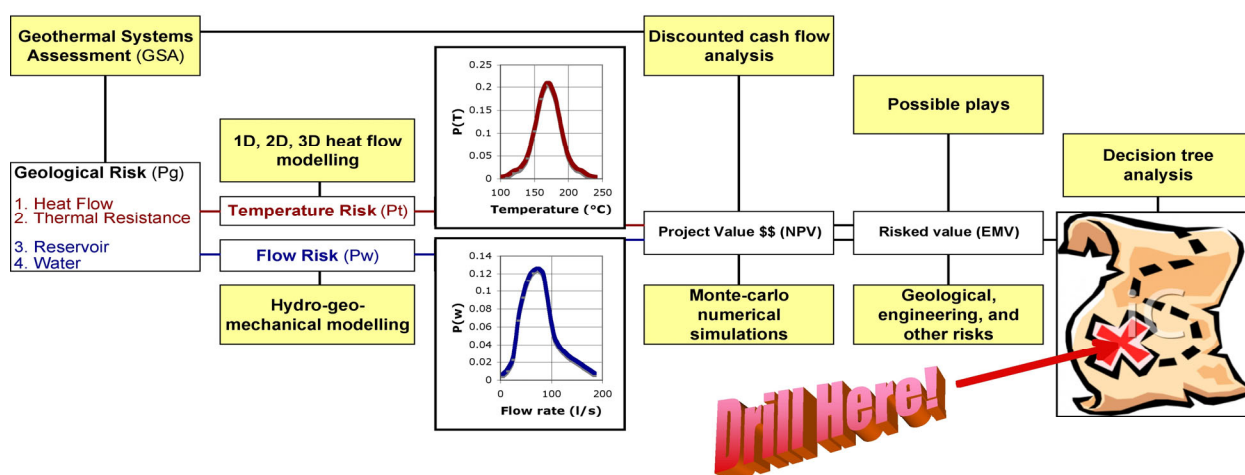 Geothermal Systems
Assessment (GSA)
Discounted cash flow
analysis
Possible plays
Decision tree
analysis
1D, 2D, 3D heat flow
modelling
Geological Risk (Pg)
1. Heat Flow
2. Thermal Resistance
3. Reservoir
4. Water
Temperature Risk (Pt)
Flow Risk (Pw)
Hydro-geo-
mechanical modelling
P(T)
0.25
0.2
0.15
0.1
0.05
0
100 150 200 250
Temperature (°C)
P(w)
0.14
0.12
0.1
0.08
0.06
0.04
0.02
0
0 100 200
Flow rate (l/s)
Project Value $$ (NPV)
Risked value (EMV)
Monte-carlo
numerical
simulations
Geological,
engineering, and
other risks
Drill Here!